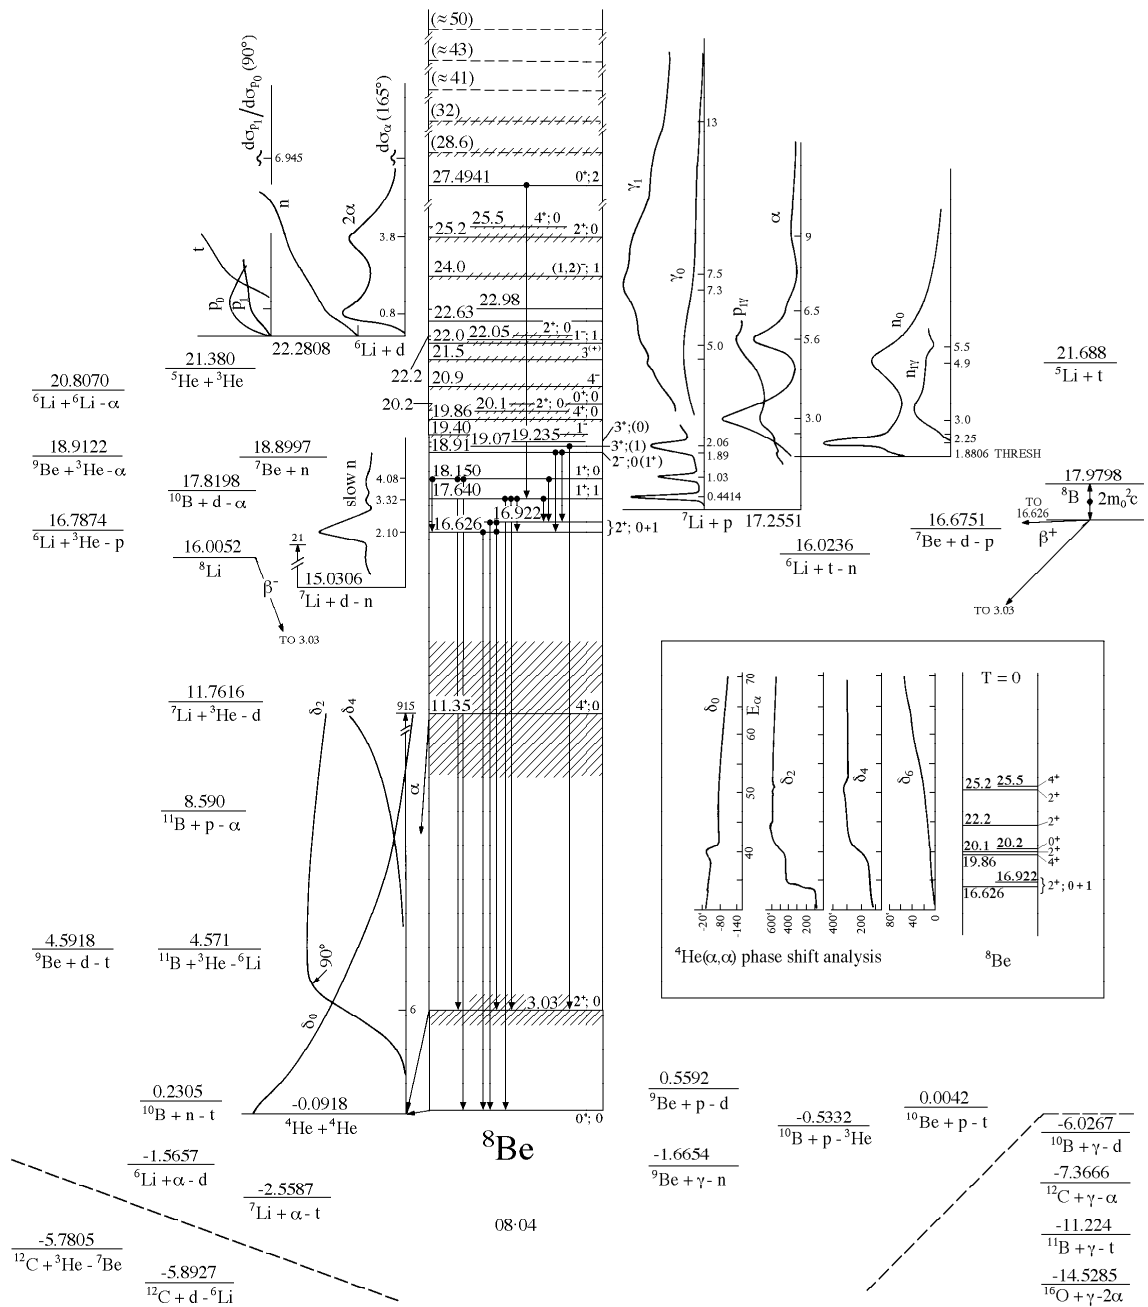 (≈50)
(≈43)
(≈41)
(32)
(28.6)
27.4941 0⁺; 2
25.5 4⁺; 0
25.2 2⁺; 0
24.0 (1,2)⁻; 1
22.98
22.63
22.2
22.05 2⁺; 0
22.0 1⁻; 1
21.5 3⁽⁺⁾
20.9 4⁻
20.2 0⁺; 0
20.1 2⁺; 0
19.86 4⁺; 0
19.40 1⁻
19.235 3⁺;(0)
19.07 3⁺;(1)
18.91 2⁻;0(1⁺)
18.150 1⁺; 0
17.640 1⁺; 1
16.922
16.626 }2⁺; 0+1
11.35 4⁺; 0
3.03 2⁺; 0
0⁺; 0
⁸Be
08·04
dσp₁/dσp₀ (90°)
6.945
dσα (165°)
n
2α
t
p₀
p₁
3.8
0.8
22.2808
⁶Li + d
21.380
⁵He + ³He
20.8070
⁶Li + ⁶Li - α
18.9122
⁹Be + ³He - α
18.8997
⁷Be + n
17.8198
¹⁰B + d - α
16.7874
⁶Li + ³He - p
16.0052
⁸Li
β⁻
TO 3.03
slow n
4.08
3.32
2.10
21
15.0306
⁷Li + d - n
11.7616
⁷Li + ³He - d
8.590
¹¹B + p - α
4.5918
⁹Be + d - t
4.571
¹¹B + ³He - ⁶Li
δ₂
δ₄
915
α
90°
δ₀
6
-0.0918
⁴He + ⁴He
0.2305
¹⁰B + n - t
-1.5657
⁶Li + α - d
-2.5587
⁷Li + α - t
-5.7805
¹²C + ³He - ⁷Be
-5.8927
¹²C + d - ⁶Li
γ₁
γ₀
13
7.5
7.3
5.0
2.06
1.89
1.03
0.4414
⁷Li + p
17.2551
α
p₁γ
9
6.5
5.6
3.0
n₀
n₁γ
5.5
4.9
3.0
2.25
1.8806 THRESH
21.688
⁵Li + t
17.9798
⁸B
2m₀²c
TO
16.626
β⁺
TO 3.03
16.6751
⁷Be + d - p
16.0236
⁶Li + t - n
δ₀
Eα
70
60
50
40
δ₂
δ₄
δ₆
-20°
-80
-140
600°
400
200
400°
200
80°
40
0
T = 0
25.2 25.5 4⁺
2⁺
22.2 2⁺
20.1 20.2 0⁺
2⁺
19.86 4⁺
16.922
16.626 }2⁺; 0+1
⁴He(α,α) phase shift analysis
⁸Be
0.5592
⁹Be + p - d
0.0042
¹⁰Be + p - t
-0.5332
¹⁰B + p - ³He
-1.6654
⁹Be + γ - n
-6.0267
¹⁰B + γ - d
-7.3666
¹²C + γ - α
-11.224
¹¹B + γ - t
-14.5285
¹⁶O + γ - 2α